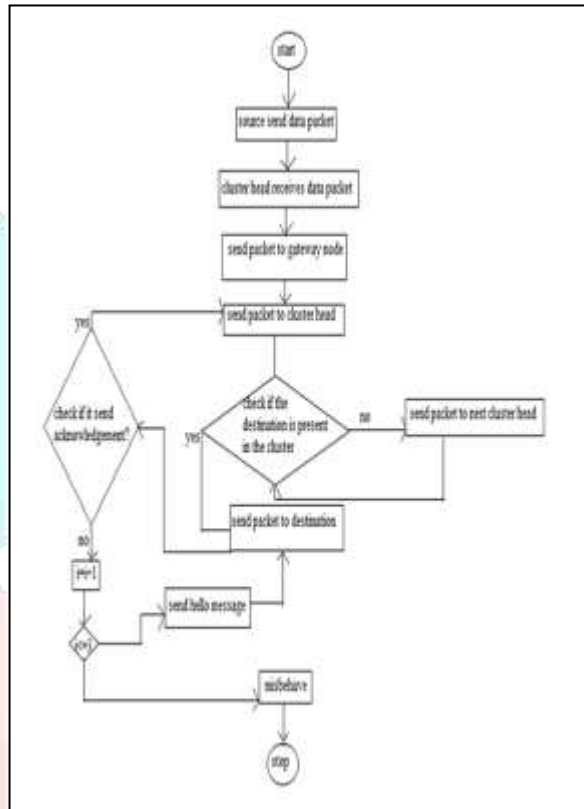 start
source send data packet
cluster head receives data packet
send packet to gateway node
send packet to cluster head
yes
check if the
destination is present
in the cluster
no
send packet to next cluster head
check if it send
acknowledgement?
yes
send packet to destination
no
send hello message
misbehave
stop